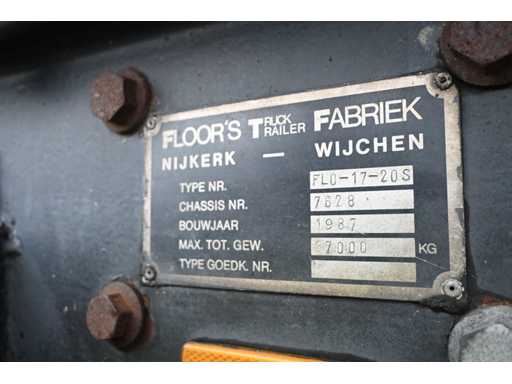 FLOOR'S TRUCK TRAILER FABRIEK
NIJKERK — WIJCHEN
TYPE NR. FLO-17-20S
CHASSIS NR. 7628
BOUWJAAR 1987
MAX. TOT. GEW. 37000 KG
TYPE GOEDK. NR.